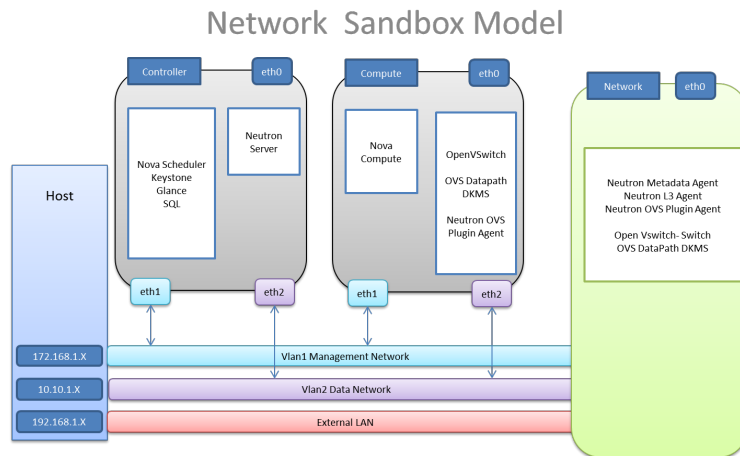 Network Sandbox Model
Controller
eth0
Nova Scheduler
Keystone
Glance
SQL
Neutron
Server
eth1
eth2
Compute
eth0
Nova
Compute
OpenVSwitch
OVS Datapath
DKMS
Neutron OVS
Plugin Agent
eth1
eth2
Network
eth0
Neutron Metadata Agent
Neutron L3 Agent
Neutron OVS Plugin Agent
Open Vswitch- Switch
OVS DataPath DKMS
Host
172.168.1.X
Vlan1 Management Network
10.10.1.X
Vlan2 Data Network
192.168.1.X
External LAN